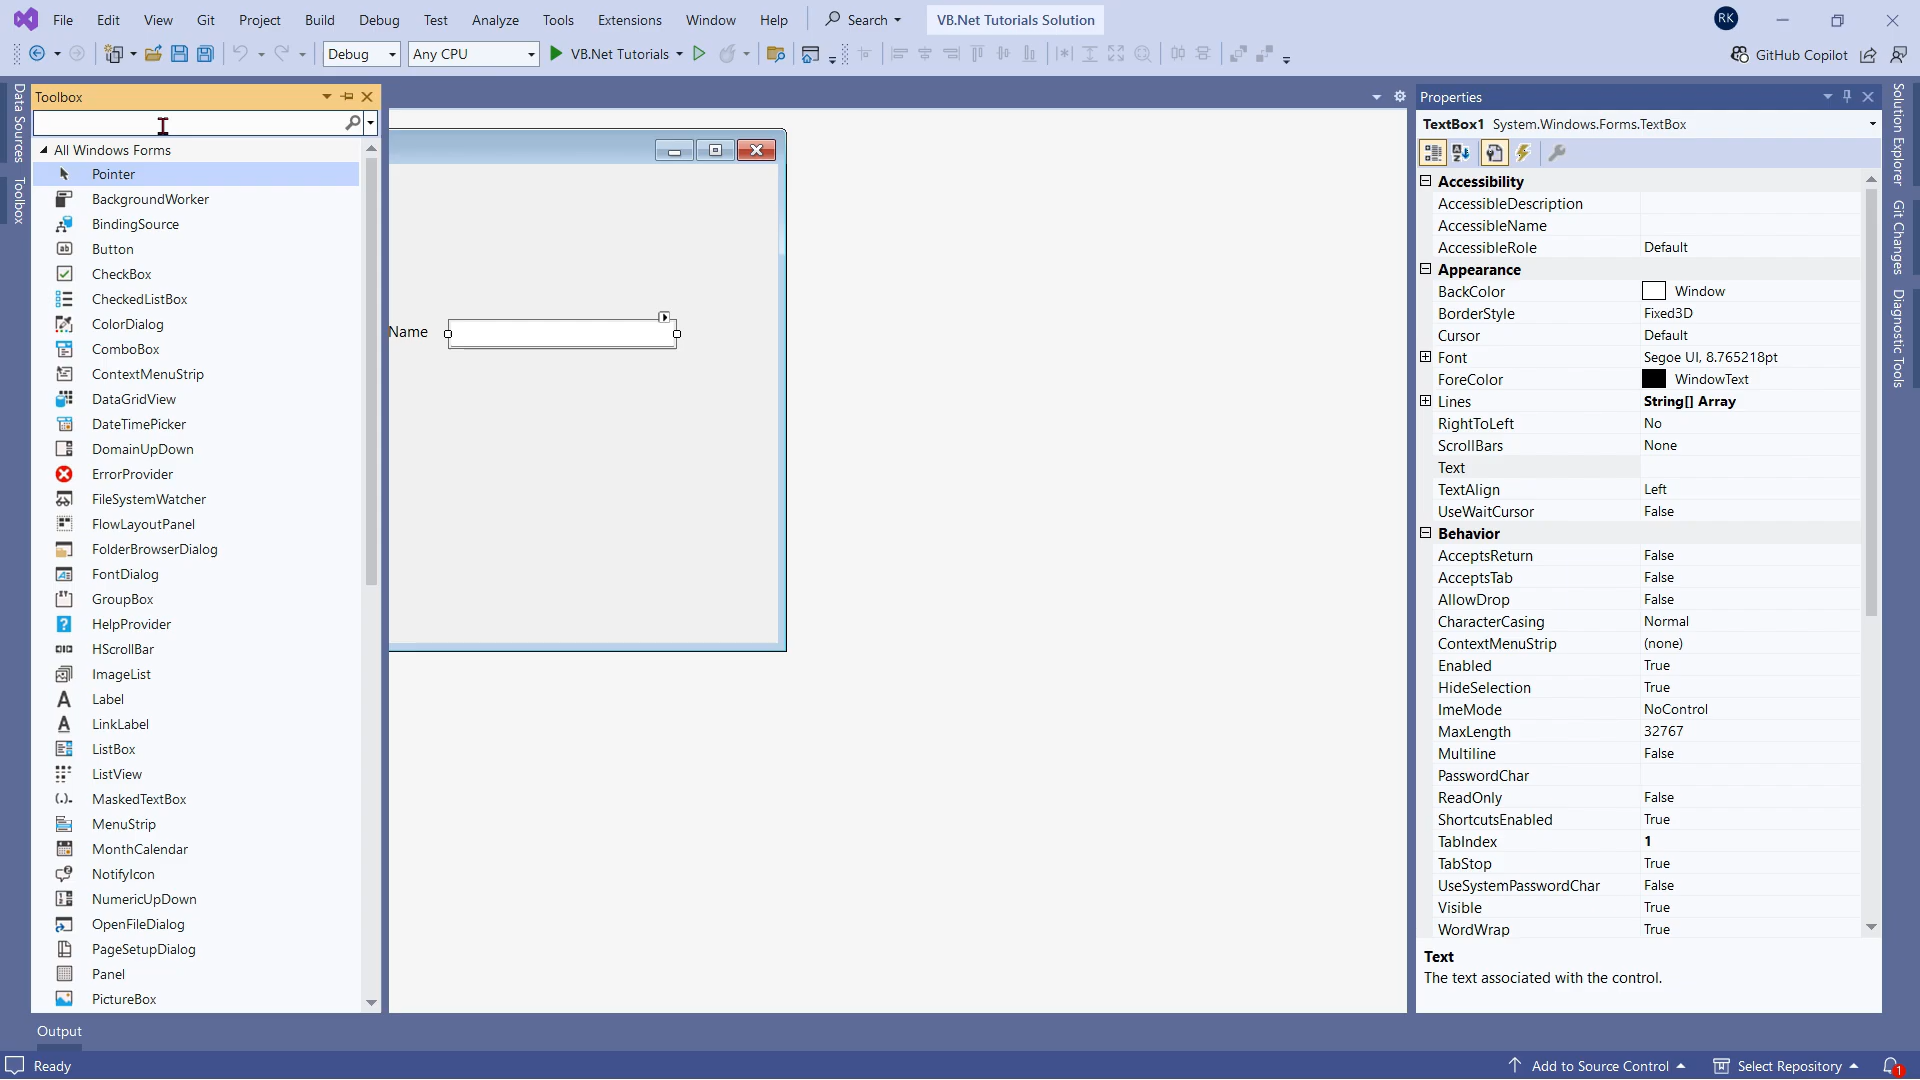 File Edit View Git Project Build Debug Test Analyze Tools Extensions Window Help Search VB.Net Tutorials Solution RK
Debug Any CPU VB.Net Tutorials GitHub Copilot
Data Sources
Toolbox
Toolbox
All Windows Forms
Pointer
BackgroundWorker
BindingSource
Button
CheckBox
CheckedListBox
ColorDialog
ComboBox
ContextMenuStrip
DataGridView
DateTimePicker
DomainUpDown
ErrorProvider
FileSystemWatcher
FlowLayoutPanel
FolderBrowserDialog
FontDialog
GroupBox
HelpProvider
HScrollBar
ImageList
Label
LinkLabel
ListBox
ListView
MaskedTextBox
MenuStrip
MonthCalendar
NotifyIcon
NumericUpDown
OpenFileDialog
PageSetupDialog
Panel
PictureBox
Name
Properties
TextBox1 System.Windows.Forms.TextBox
Accessibility
AccessibleDescription
AccessibleName
AccessibleRole Default
Appearance
BackColor Window
BorderStyle Fixed3D
Cursor Default
Font Segoe UI, 8.765218pt
ForeColor WindowText
Lines String[] Array
RightToLeft No
ScrollBars None
Text
TextAlign Left
UseWaitCursor False
Behavior
AcceptsReturn False
AcceptsTab False
AllowDrop False
CharacterCasing Normal
ContextMenuStrip (none)
Enabled True
HideSelection True
ImeMode NoControl
MaxLength 32767
Multiline False
PasswordChar
ReadOnly False
ShortcutsEnabled True
TabIndex 1
TabStop True
UseSystemPasswordChar False
Visible True
WordWrap True
Text
The text associated with the control.
Solution Explorer
Git Changes
Diagnostic Tools
Output
Ready Add to Source Control Select Repository 1